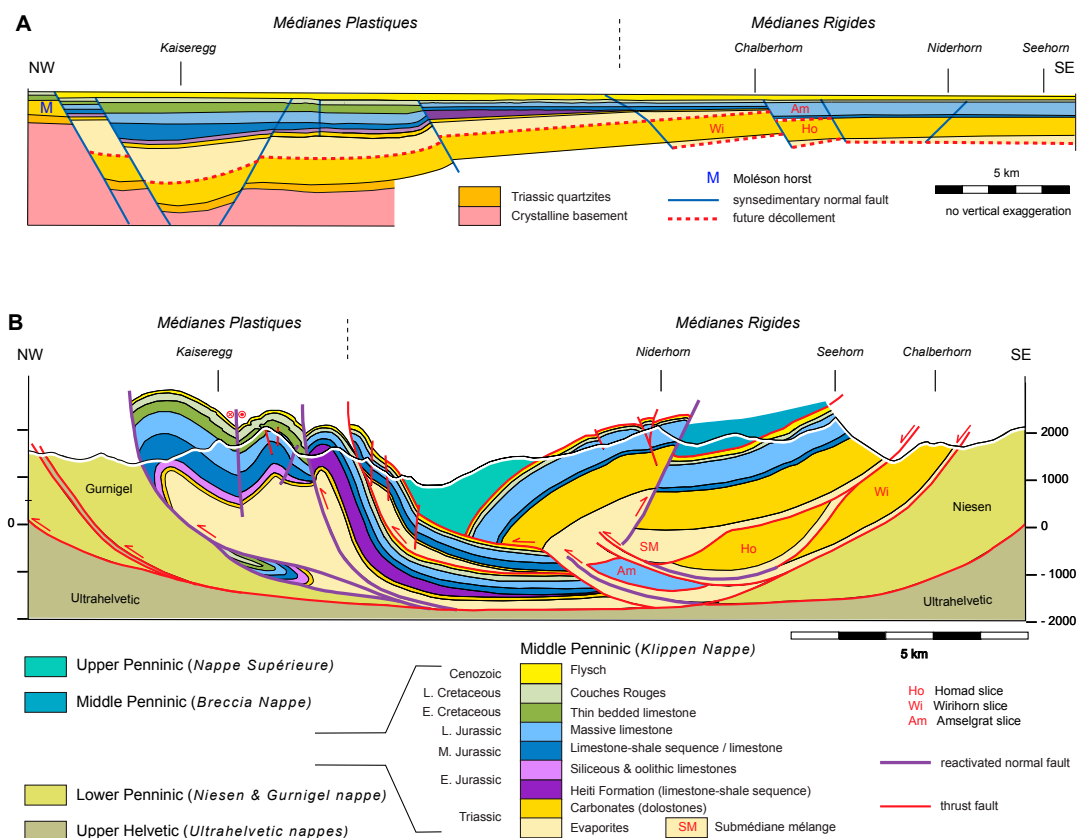 A
Médianes Plastiques
Médianes Rigides
Kaiseregg
Chalberhorn
Niderhorn
Seehorn
NW
SE
M
Am
Wi
Ho
Triassic quartzites
Crystalline basement
M Moléson horst
synsedimentary normal fault
future décollement
5 km
no vertical exaggeration
B
Médianes Plastiques
Médianes Rigides
NW
Kaiseregg
Niderhorn
Seehorn
Chalberhorn
SE
2000
1000
0
- 1000
- 2000
0
Gurnigel
Ultrahelvetic
SM
Am
Ho
Wi
Niesen
Ultrahelvetic
5 km
Upper Penninic (Nappe Supérieure)
Middle Penninic (Breccia Nappe)
Lower Penninic (Niesen & Gurnigel nappe)
Upper Helvetic (Ultrahelvetic nappes)
Middle Penninic (Klippen Nappe)
Cenozoic
Flysch
L. Cretaceous
Couches Rouges
E. Cretaceous
Thin bedded limestone
L. Jurassic
Massive limestone
M. Jurassic
Limestone-shale sequence / limestone
E. Jurassic
Siliceous & oolithic limestones
Heiti Formation (limestone-shale sequence)
Triassic
Carbonates (dolostones)
Evaporites
SM Submédiane mélange
Ho Homad slice
Wi Wirihorn slice
Am Amselgrat slice
reactivated normal fault
thrust fault